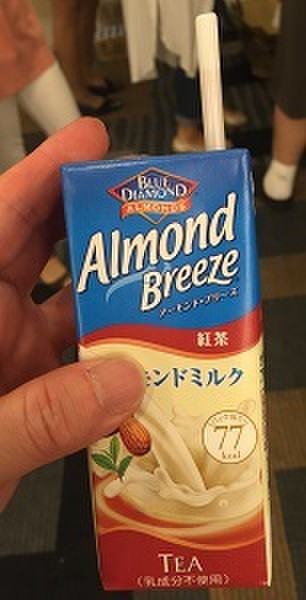 BLUE
DIAMOND
ALMONDS
Almond
Breeze
アーモンド・ブリーズ
紅茶
モンドミルク
77
kcal
TEA
(乳成分不使用)